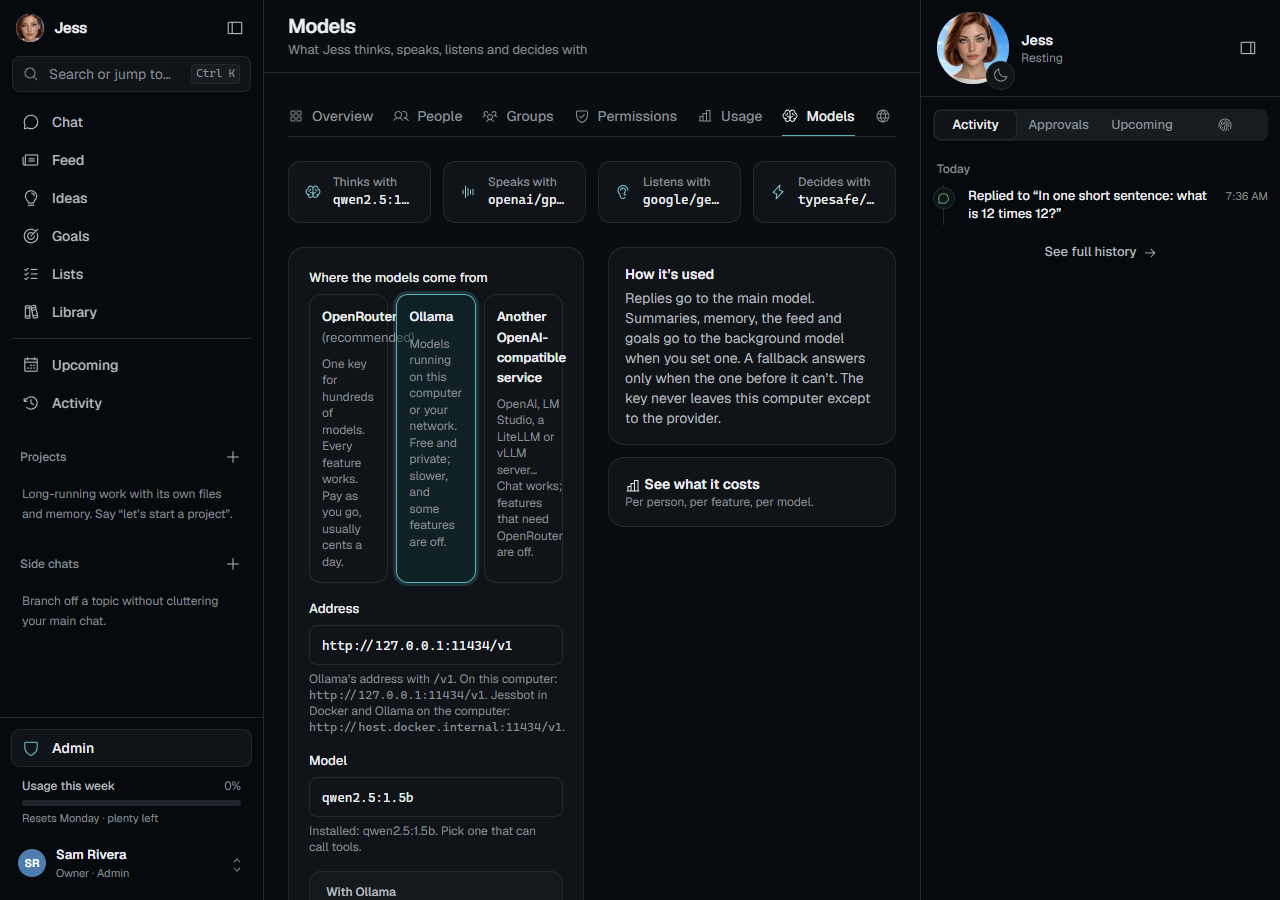 Jess
Search or jump to...
Ctrl K
Chat
Feed
Ideas
Goals
Lists
Library
Upcoming
Activity
Projects
Long-running work with its own files
and memory. Say “let’s start a project”.
Side chats
Branch off a topic without cluttering
your main chat.
Admin
Usage this week 0%
Resets Monday · plenty left
SR
Sam Rivera
Owner · Admin
Models
What Jess thinks, speaks, listens and decides with
Overview People Groups Permissions Usage Models
Thinks with
qwen2.5:1…
Speaks with
openai/gp…
Listens with
google/ge…
Decides with
typesafe/…
Where the models come from
OpenRouter
(recommended)
One key
for
hundreds
of
models.
Every
feature
works.
Pay as
you go,
usually
cents a
day.
Ollama
Models
running
on this
computer
or your
network.
Free and
private;
slower,
and
some
features
are off.
Another
OpenAI-
compatible
service
OpenAI, LM
Studio, a
LiteLLM or
vLLM
server…
Chat works;
features
that need
OpenRouter
are off.
Address
http://127.0.0.1:11434/v1
Ollama’s address with /v1. On this computer:
http://127.0.0.1:11434/v1. Jessbot in
Docker and Ollama on the computer:
http://host.docker.internal:11434/v1.
Model
qwen2.5:1.5b
Installed: qwen2.5:1.5b. Pick one that can
call tools.
With Ollama
How it’s used
Replies go to the main model.
Summaries, memory, the feed and
goals go to the background model
when you set one. A fallback answers
only when the one before it can’t. The
key never leaves this computer except
to the provider.
See what it costs
Per person, per feature, per model.
Jess
Resting
Activity Approvals Upcoming
Today
Replied to “In one short sentence: what
is 12 times 12?”
7:36 AM
See full history →